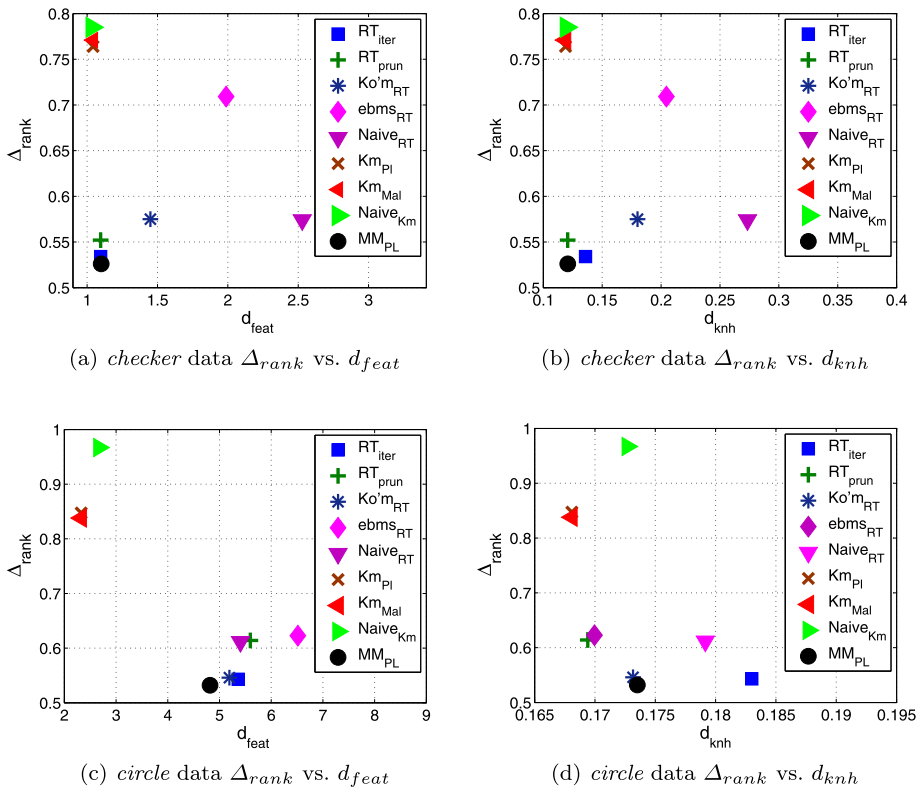 0.8
0.75
0.7
0.65
0.6
0.55
0.5
Δrank
1 1.5 2 2.5 3
dfeat
RTiter
RTprun
Ko'mRT
ebmsRT
NaiveRT
KmPl
KmMal
NaiveKm
MMPL
(a) checker data Δrank vs. dfeat
0.8
0.75
0.7
0.65
0.6
0.55
0.5
Δrank
0.1 0.15 0.2 0.25 0.3 0.35 0.4
dknh
RTiter
RTprun
Ko'mRT
ebmsRT
NaiveRT
KmPl
KmMal
NaiveKm
MMPL
(b) checker data Δrank vs. dknh
1
0.9
0.8
0.7
0.6
0.5
Δrank
2 3 4 5 6 7 8 9
dfeat
RTiter
RTprun
Ko'mRT
ebmsRT
NaiveRT
KmPl
KmMal
NaiveKm
MMPL
(c) circle data Δrank vs. dfeat
1
0.9
0.8
0.7
0.6
0.5
Δrank
0.165 0.17 0.175 0.18 0.185 0.19 0.195
dknh
RTiter
RTprun
Ko'mRT
ebmsRT
NaiveRT
KmPl
KmMal
NaiveKm
MMPL
(d) circle data Δrank vs. dknh